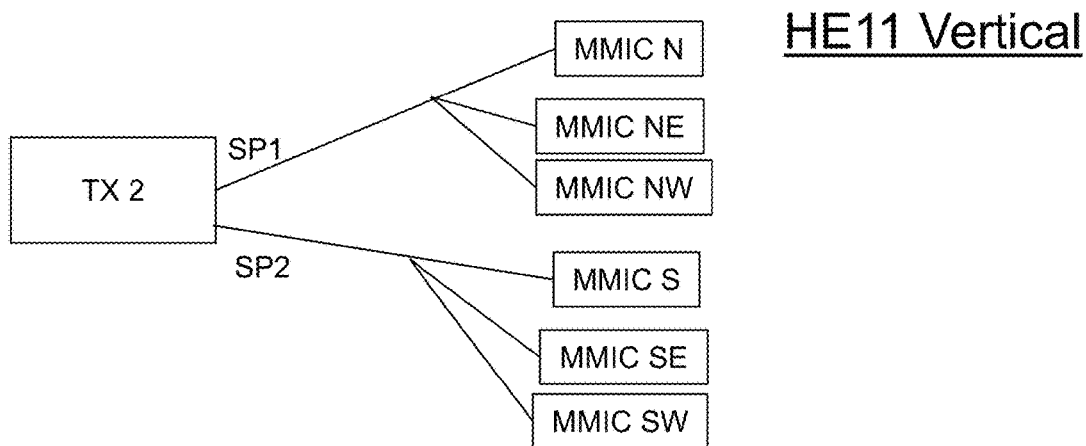 HE11 Vertical
MMIC N
MMIC NE
MMIC NW
SP1
TX 2
SP2
MMIC S
MMIC SE
MMIC SW